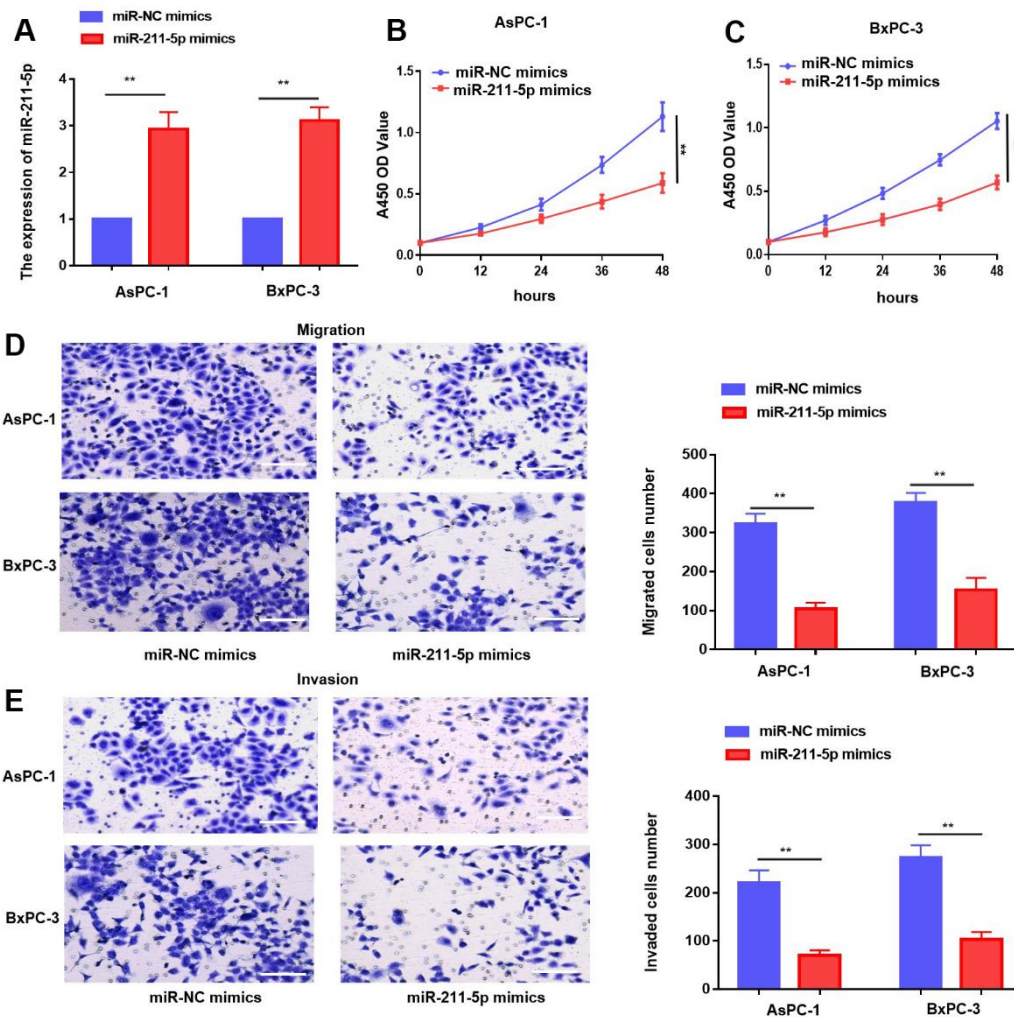 A
miR-NC mimics
miR-211-5p mimics
The expression of miR-211-5p
4
3
2
1
0
**
**
AsPC-1
BxPC-3
B
AsPC-1
miR-NC mimics
miR-211-5p mimics
A450 OD Value
1.5
1.0
0.5
0.0
0
12
24
36
48
hours
**
C
BxPC-3
miR-NC mimics
miR-211-5p mimics
A450 OD Value
1.5
1.0
0.5
0.0
0
12
24
36
48
hours
D
Migration
AsPC-1
BxPC-3
miR-NC mimics
miR-211-5p mimics
miR-NC mimics
miR-211-5p mimics
Migrated cells number
500
400
300
200
100
0
**
**
AsPC-1
BxPC-3
E
Invasion
AsPC-1
BxPC-3
miR-NC mimics
miR-211-5p mimics
miR-NC mimics
miR-211-5p mimics
Invaded cells number
400
300
200
100
0
**
**
AsPC-1
BxPC-3